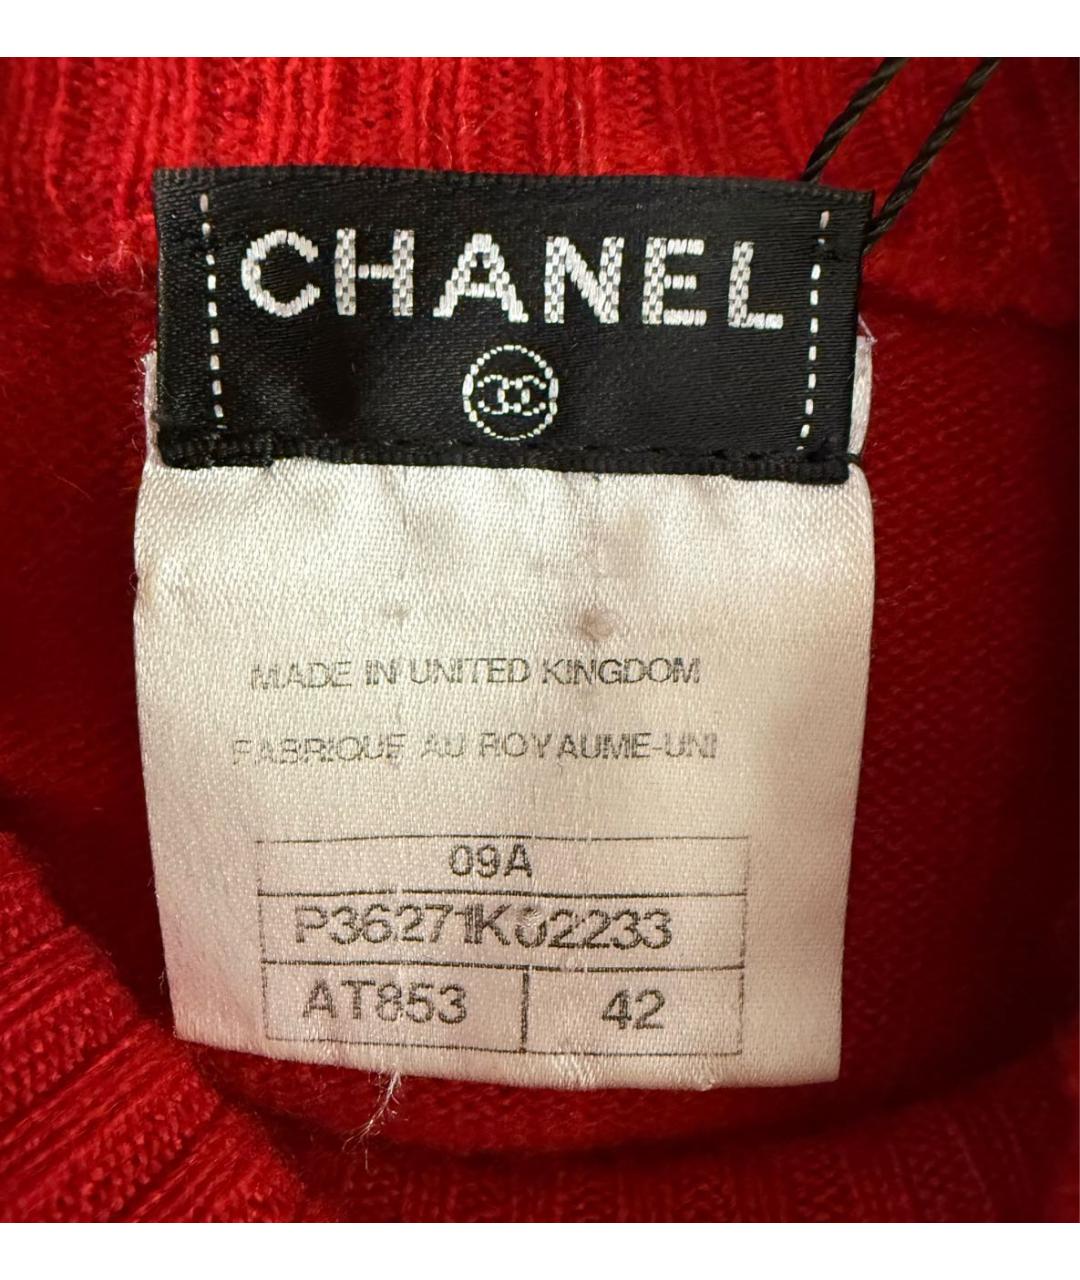 CHANEL
MADE IN UNITED KINGDOM
FABRIQUE AU ROYAUME-UNI
09A
P36271K02233
AT853 42